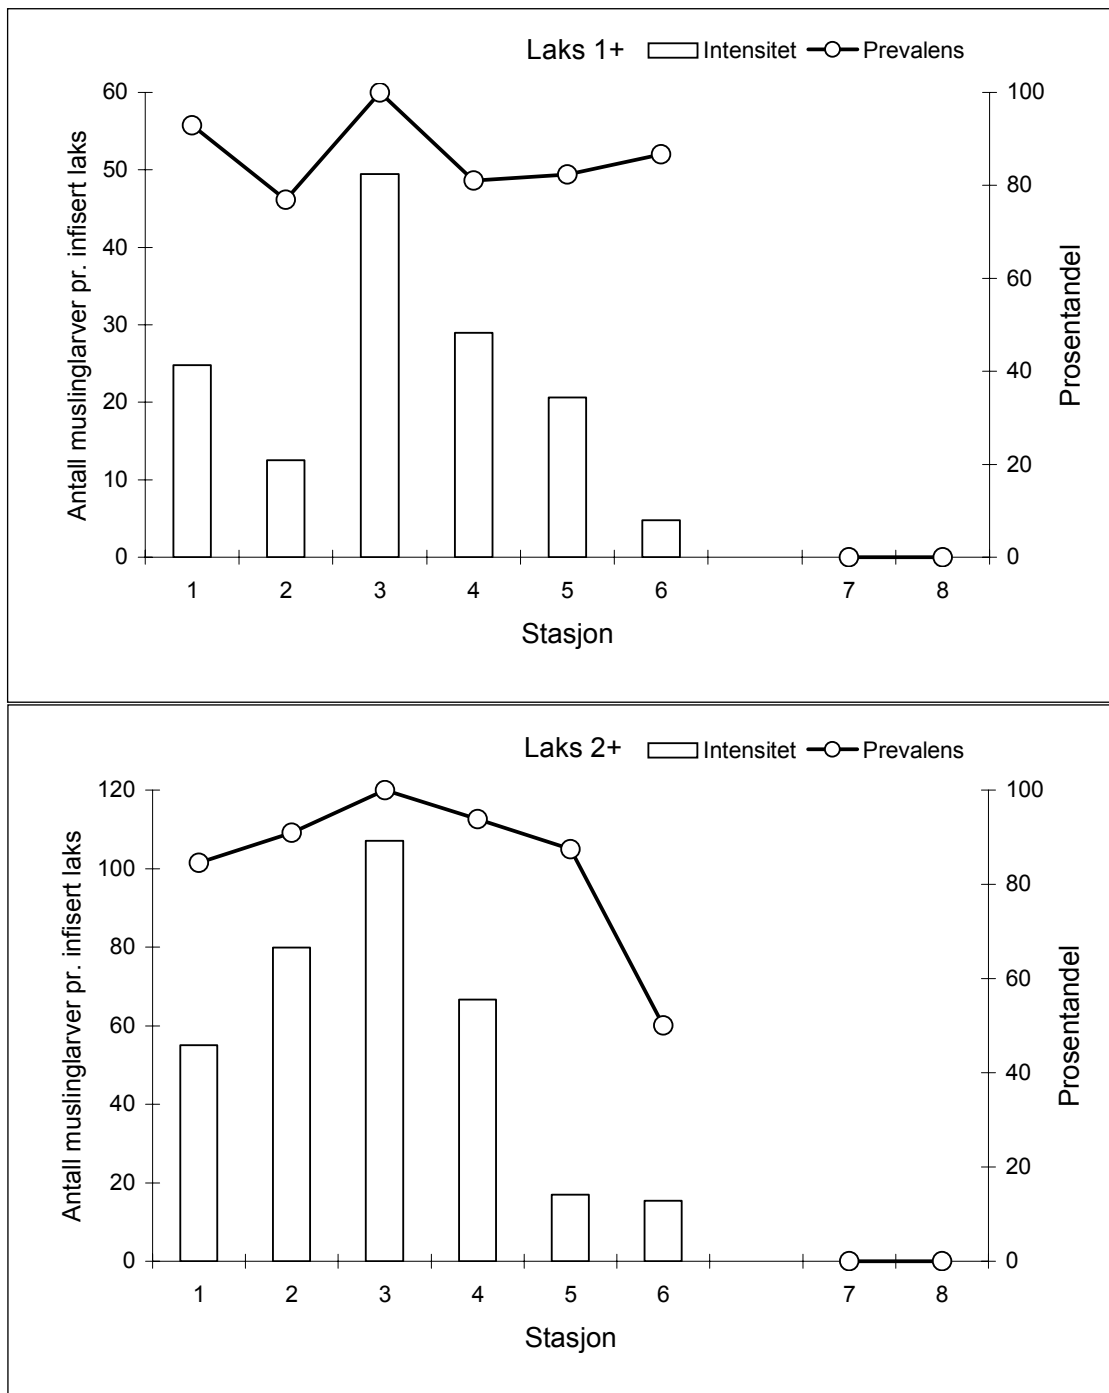 Laks 1+ Intensitet Prevalens
Antall muslinglarver pr. infisert laks
60
50
40
30
20
10
0
100
80
60
40
20
0
Prosentandel
1 2 3 4 5 6 7 8
Stasjon
Laks 2+ Intensitet Prevalens
Antall muslinglarver pr. infisert laks
120
100
80
60
40
20
0
100
80
60
40
20
0
Prosentandel
1 2 3 4 5 6 7 8
Stasjon